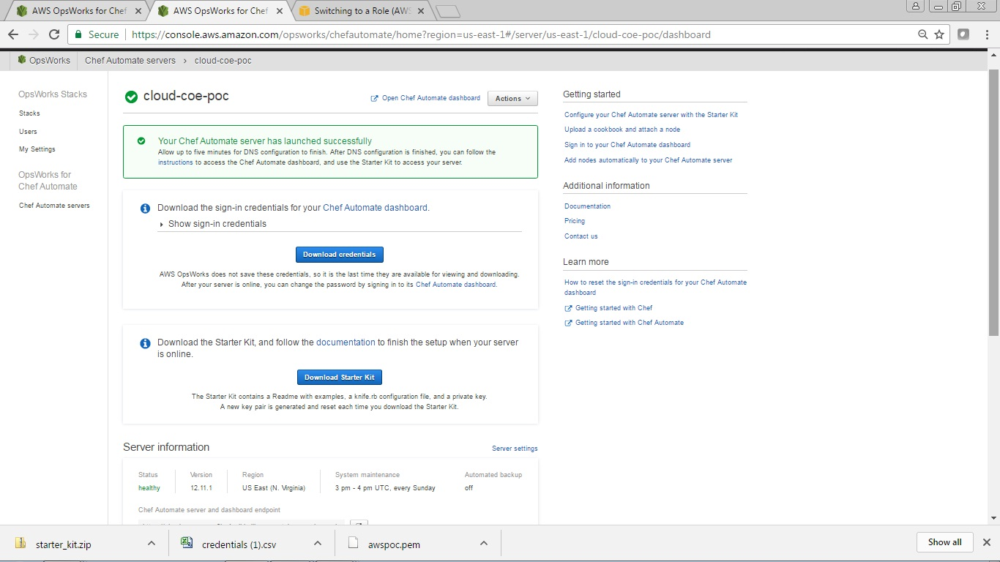 AWS OpsWorks for Chef
AWS OpsWorks for Chef
Switching to a Role (AWS
Secure
https://console.aws.amazon.com/opsworks/chefautomate/home?region=us-east-1#/server/us-east-1/cloud-coe-poc/dashboard
OpsWorks
Chef Automate servers › cloud-coe-poc
OpsWorks Stacks
Stacks
Users
My Settings
OpsWorks for
Chef Automate
Chef Automate servers
cloud-coe-poc
Open Chef Automate dashboard
Actions
Your Chef Automate server has launched successfully
Allow up to five minutes for DNS configuration to finish. After DNS configuration is finished, you can follow the
instructions to access the Chef Automate dashboard, and use the Starter Kit to access your server.
Download the sign-in credentials for your Chef Automate dashboard.
Show sign-in credentials
Download credentials
AWS OpsWorks does not save these credentials, so it is the last time they are available for viewing and downloading.
After your server is online, you can change the password by signing in to its Chef Automate dashboard.
Download the Starter Kit, and follow the documentation to finish the setup when your server
is online.
Download Starter Kit
The Starter Kit contains a Readme with examples, a knife.rb configuration file, and a private key.
A new key pair is generated and reset each time you download the Starter Kit.
Server information
Server settings
Status
healthy
Version
12.11.1
Region
US East (N. Virginia)
System maintenance
3 pm - 4 pm UTC, every Sunday
Automated backup
off
Chef Automate server and dashboard endpoint
Getting started
Configure your Chef Automate server with the Starter Kit
Upload a cookbook and attach a node
Sign in to your Chef Automate dashboard
Add nodes automatically to your Chef Automate server
Additional information
Documentation
Pricing
Contact us
Learn more
How to reset the sign-in credentials for your Chef Automate
dashboard
Getting started with Chef
Getting started with Chef Automate
starter_kit.zip
credentials (1).csv
awspoc.pem
Show all